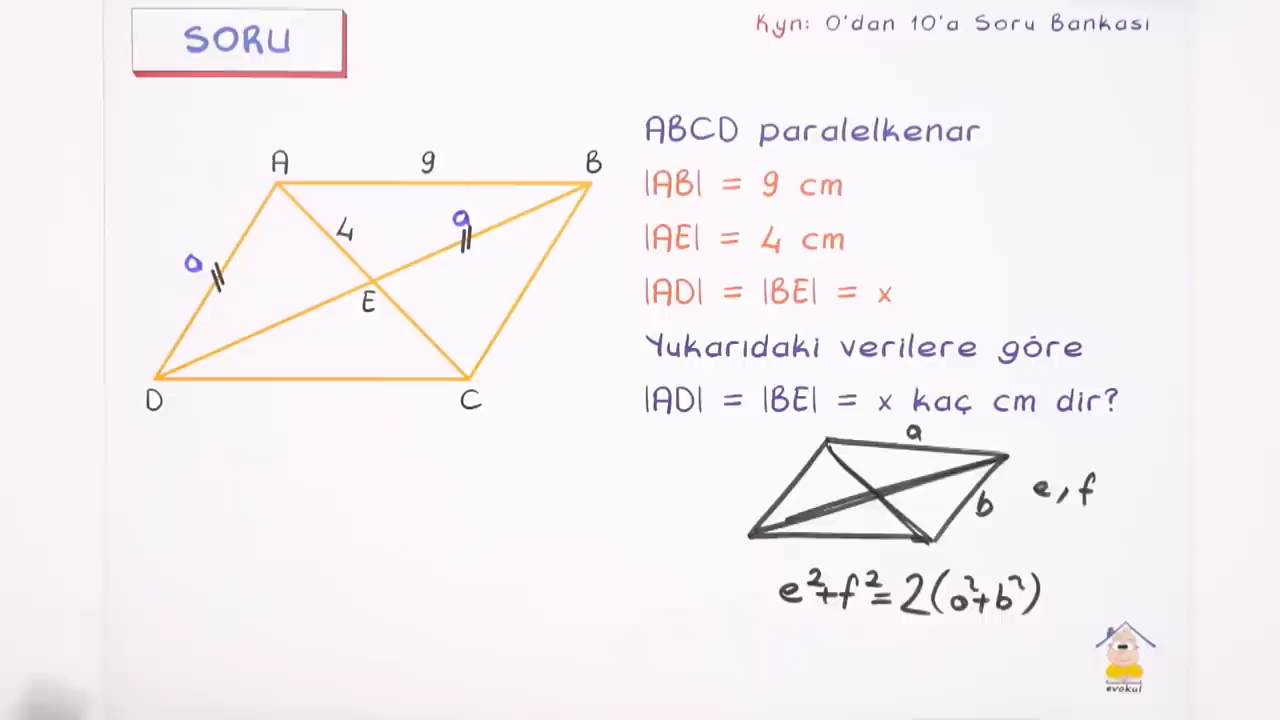 SORU
Kyn: 0'dan 10'a Soru Bankası
A 9 B
4
a
a
E
D C
ABCD paralelkenar
|AB| = 9 cm
|AE| = 4 cm
|AD| = |BE| = x
Yukarıdaki verilere göre
|AD| = |BE| = x kaç cm dir?
a
b
e, f
e²+f²=2(a²+b²)
evokul